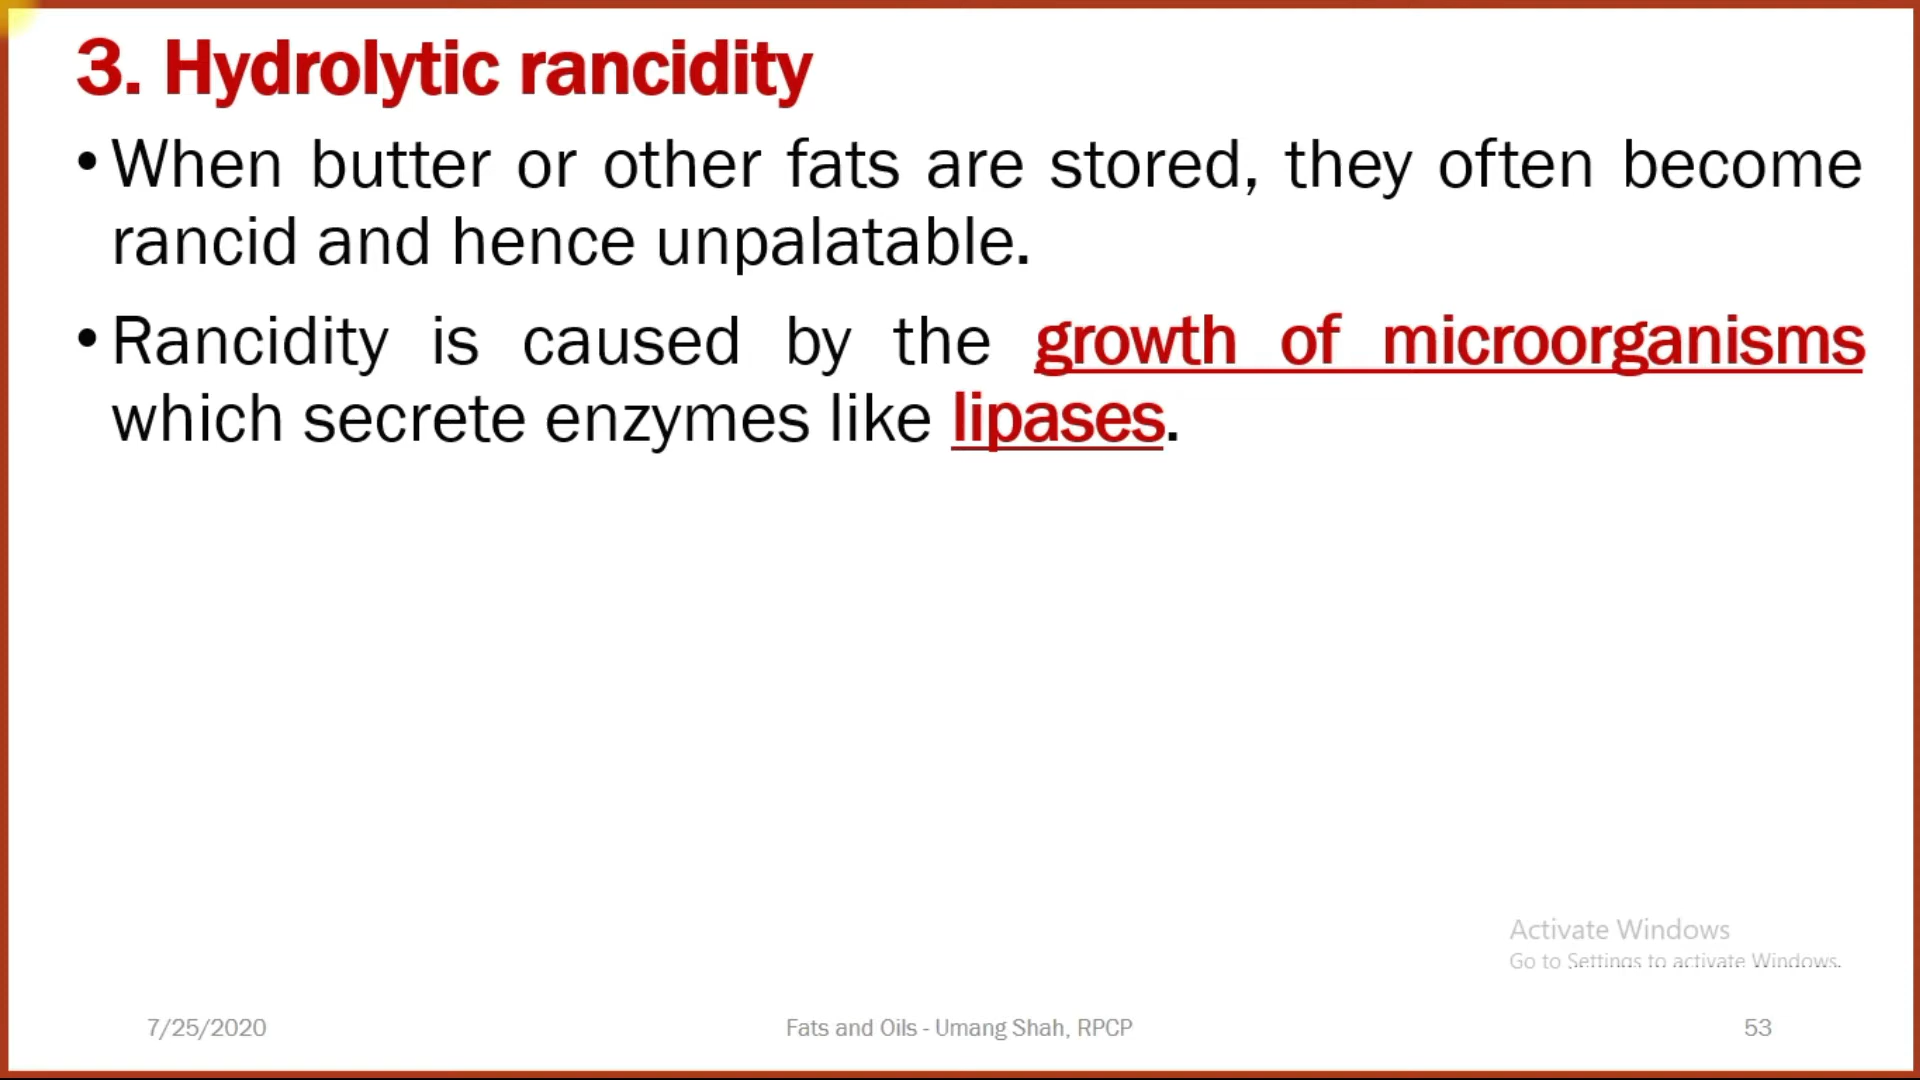 3. Hydrolytic rancidity
• When butter or other fats are stored, they often become
rancid and hence unpalatable.
• Rancidity is caused by the growth of microorganisms
which secrete enzymes like lipases.
Activate Windows
Go to Settings to activate Windows.
7/25/2020 Fats and Oils - Umang Shah, RPCP 53